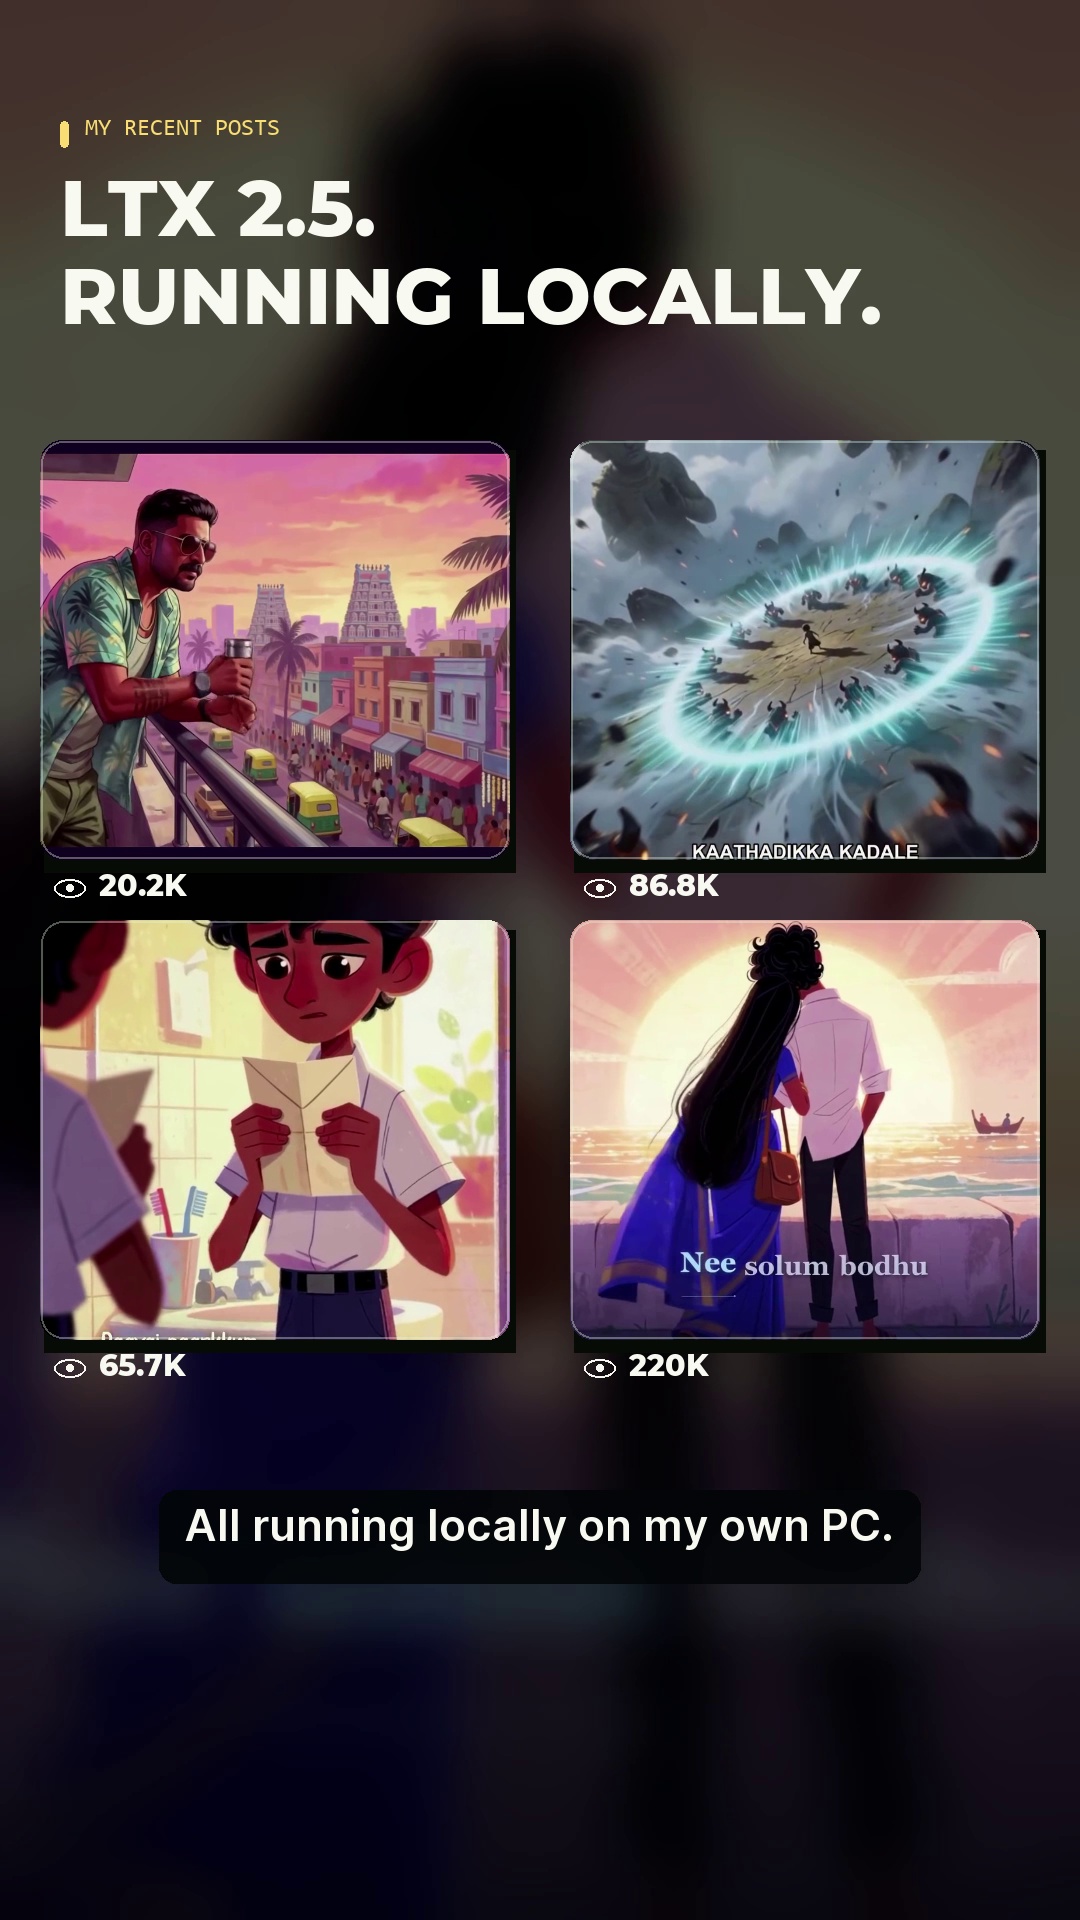 MY RECENT POSTS
LTX 2.5.
RUNNING LOCALLY.
KAATHADIKKA KADALE
20.2K
86.8K
Nee solum bodhu
65.7K
220K
All running locally on my own PC.